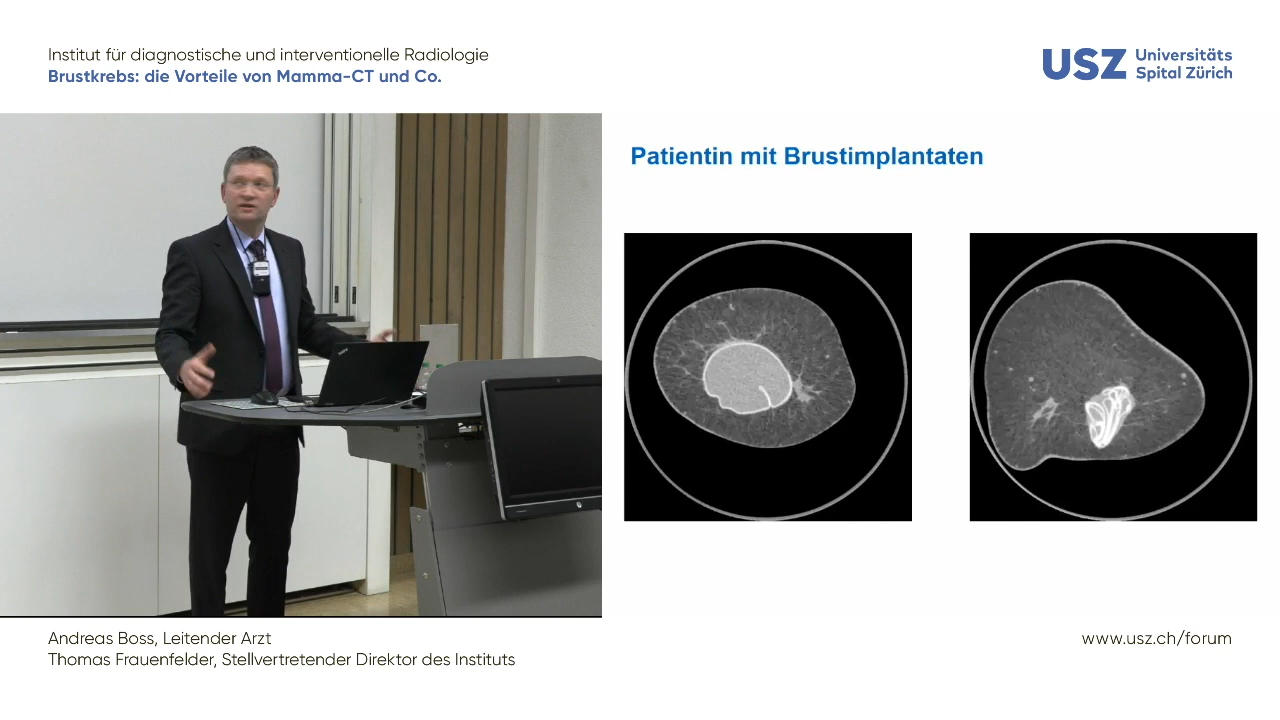 Institut für diagnostische und interventionelle Radiologie
Brustkrebs: die Vorteile von Mamma-CT und Co.
USZ Universitäts
Spital Zürich
Patientin mit Brustimplantaten
Andreas Boss, Leitender Arzt
Thomas Frauenfelder, Stellvertretender Direktor des Instituts
www.usz.ch/forum